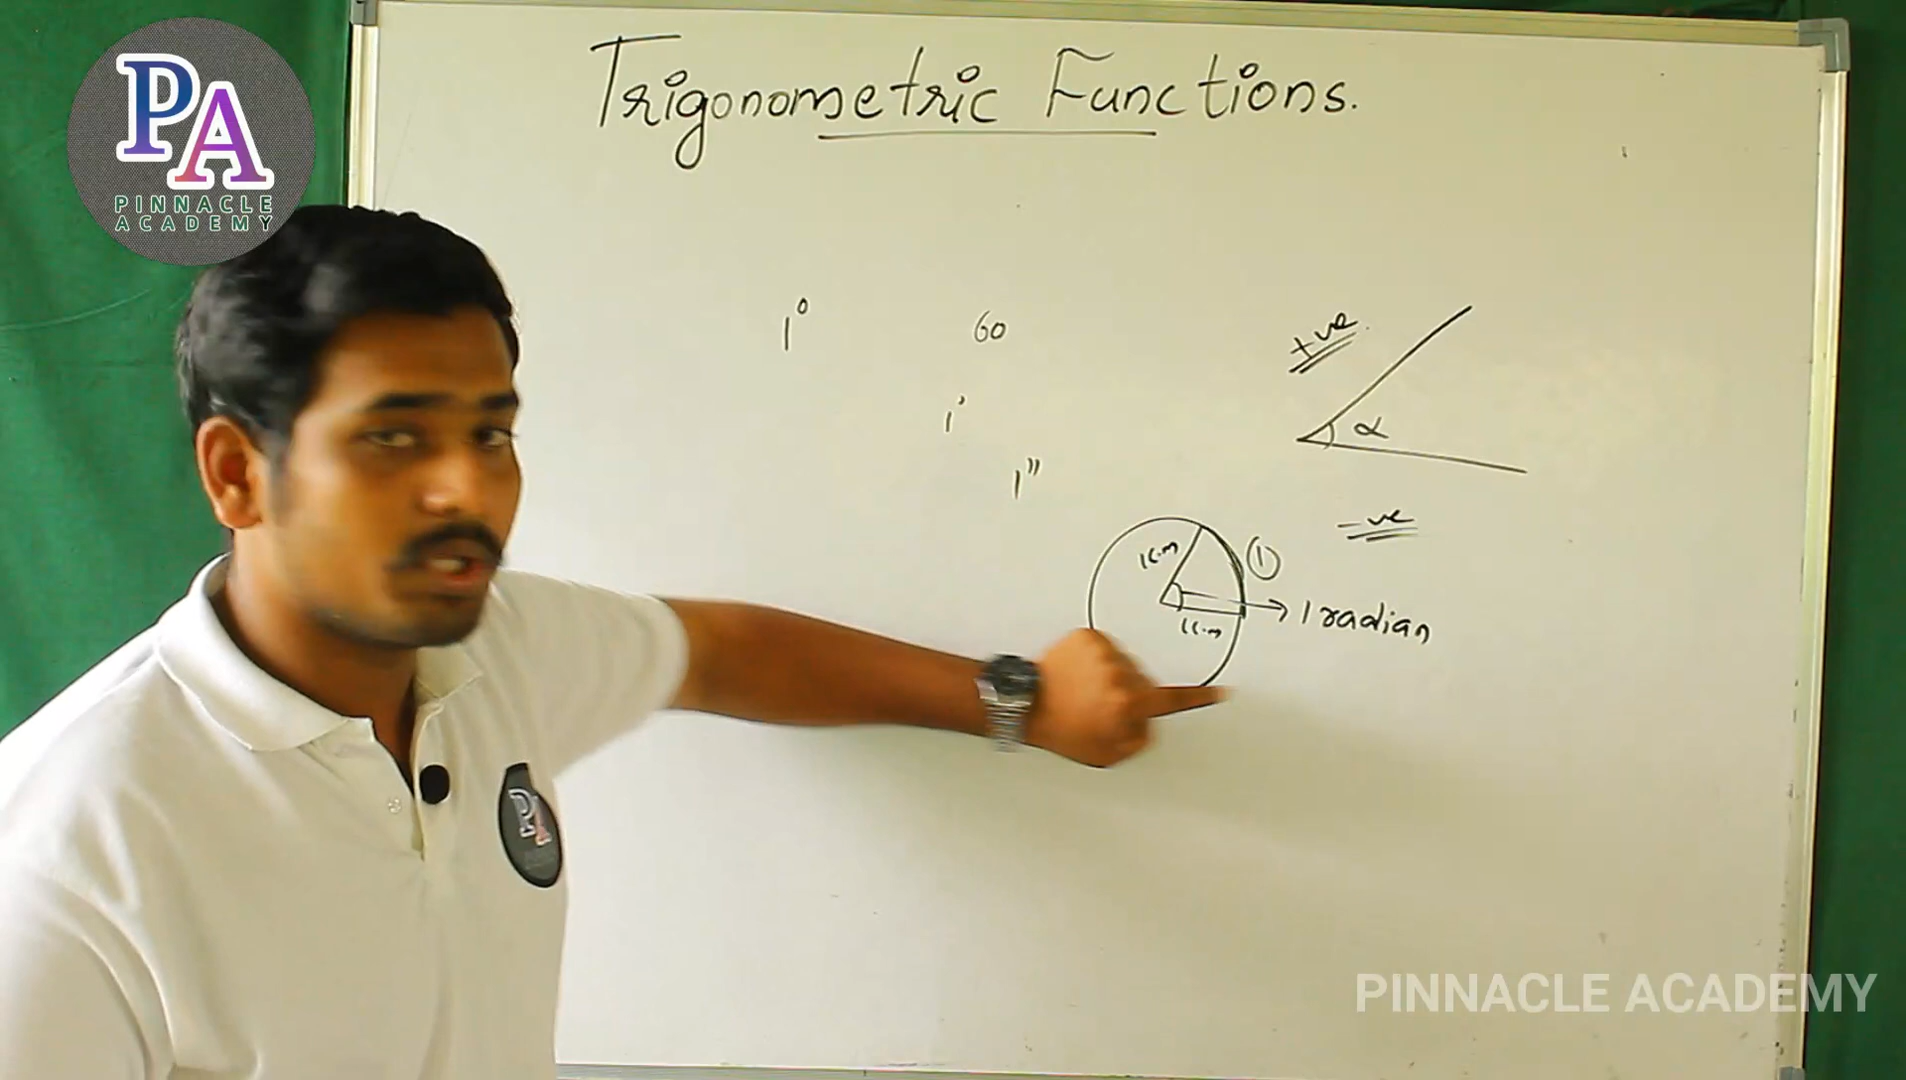 PA
PINNACLE
ACADEMY
Trigonometric Functions.
1° 60
+ve
1'
α
1"
-ve
1cm
1
1 radian
1cm
PA
PINNACLE ACADEMY